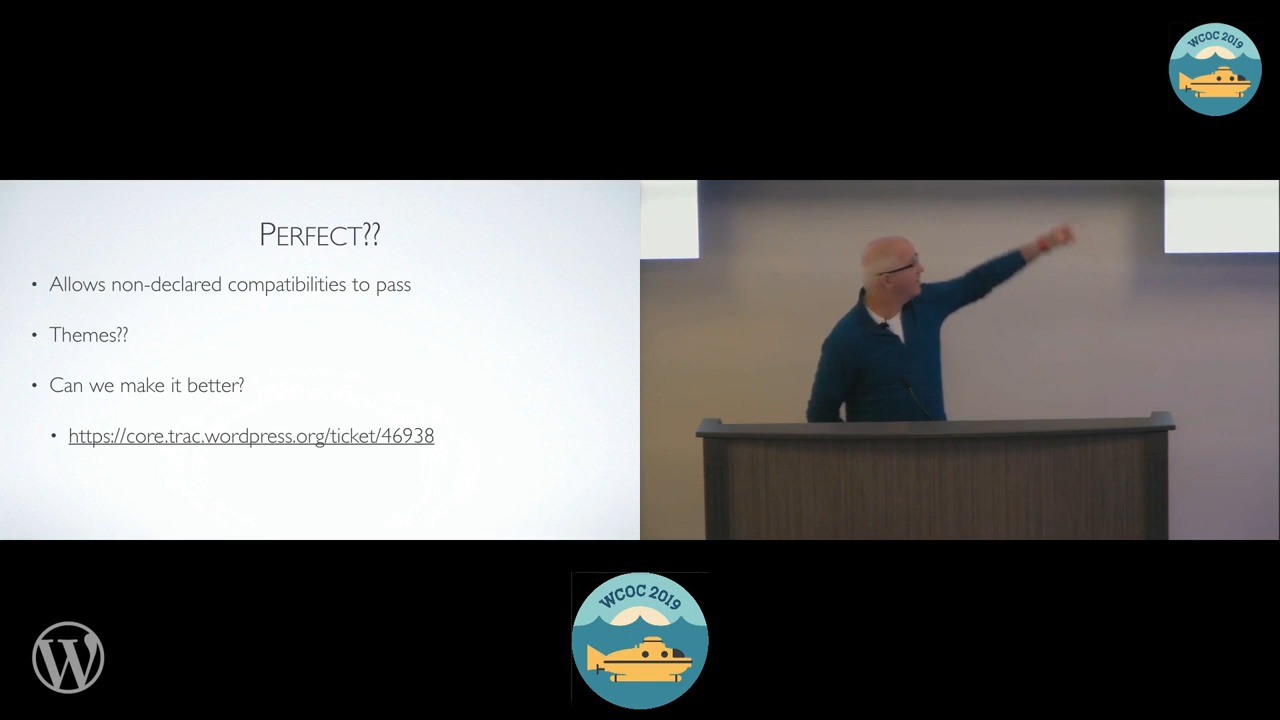 WCOC 2019
PERFECT??
• Allows non-declared compatibilities to pass
• Themes??
• Can we make it better?
• https://core.trac.wordpress.org/ticket/46938
WCOC 2019
W